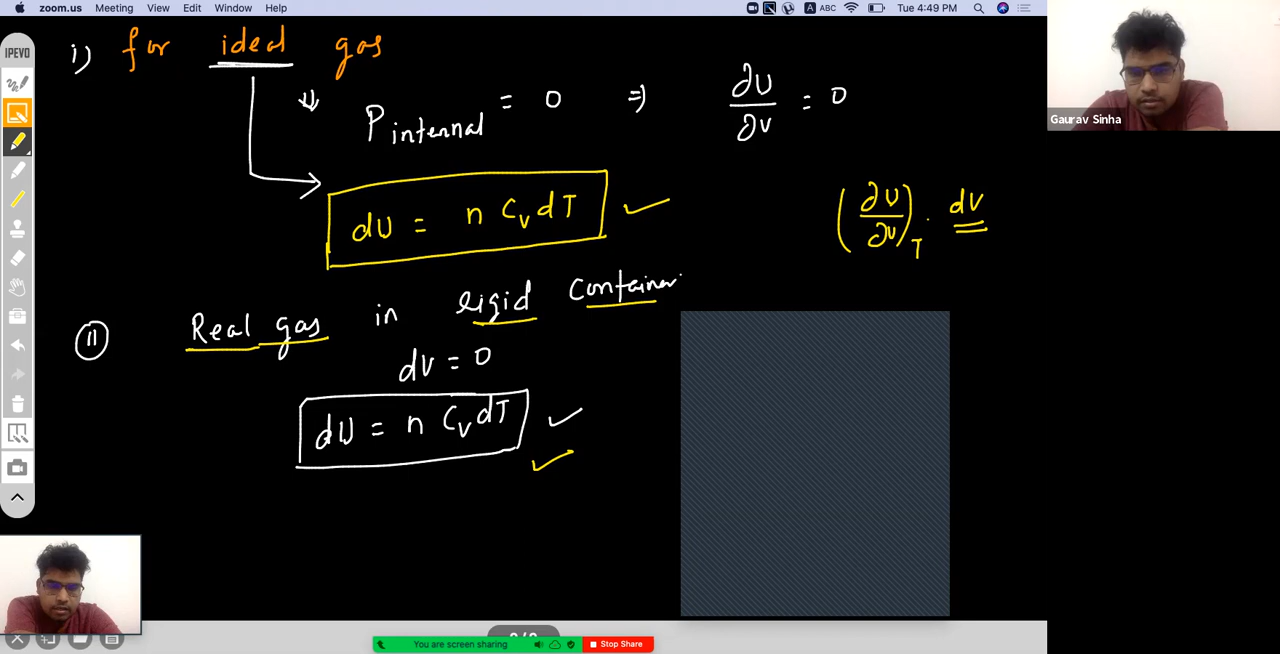 zoom.us Meeting View Edit Window Help
A ABC Tue 4:49 PM
IPEVO
i) for ideal gas
P internal = 0 ⇒ ∂U/∂V = 0
dU = n Cv dT ✓
(∂U/∂V)T . dV
II Real gas in rigid container
dV = 0
dU = n Cv dT ✓
✓
Gaurav Sinha
You are screen sharing Stop Share